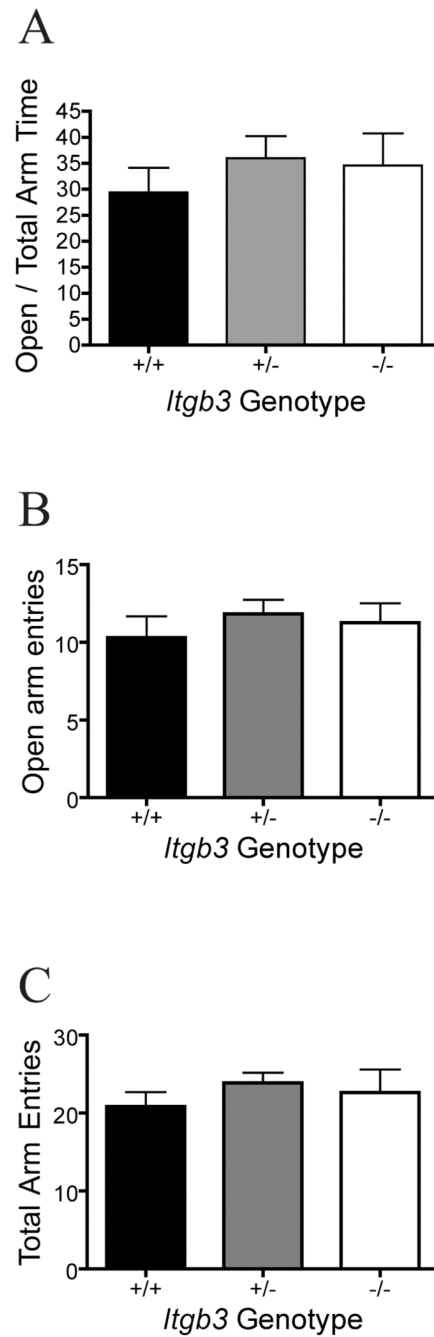 A
Open / Total Arm Time
45
40
35
30
25
20
15
10
5
0
+/+ +/- -/-
Itgb3 Genotype
B
Open arm entries
15
10
5
0
+/+ +/- -/-
Itgb3 Genotype
C
Total Arm Entries
30
20
10
0
+/+ +/- -/-
Itgb3 Genotype